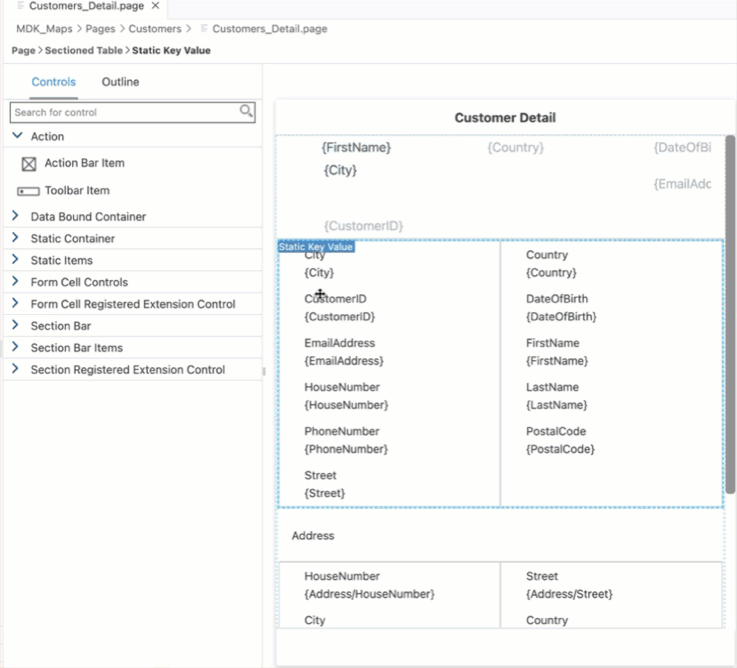 Customers_Detail.page ×
MDK_Maps > Pages > Customers > Customers_Detail.page
Page > Sectioned Table > Static Key Value
Controls Outline
Search for control
Action
Action Bar Item
Toolbar Item
Data Bound Container
Static Container
Static Items
Form Cell Controls
Form Cell Registered Extension Control
Section Bar
Section Bar Items
Section Registered Extension Control
Customer Detail
{FirstName} {Country} {DateOfBi
{City}
{EmailAdc
{CustomerID}
Static Key Value
City Country
{City} {Country}
CustomerID DateOfBirth
{CustomerID} {DateOfBirth}
EmailAddress FirstName
{EmailAddress} {FirstName}
HouseNumber LastName
{HouseNumber} {LastName}
PhoneNumber PostalCode
{PhoneNumber} {PostalCode}
Street
{Street}
Address
HouseNumber Street
{Address/HouseNumber} {Address/Street}
City Country